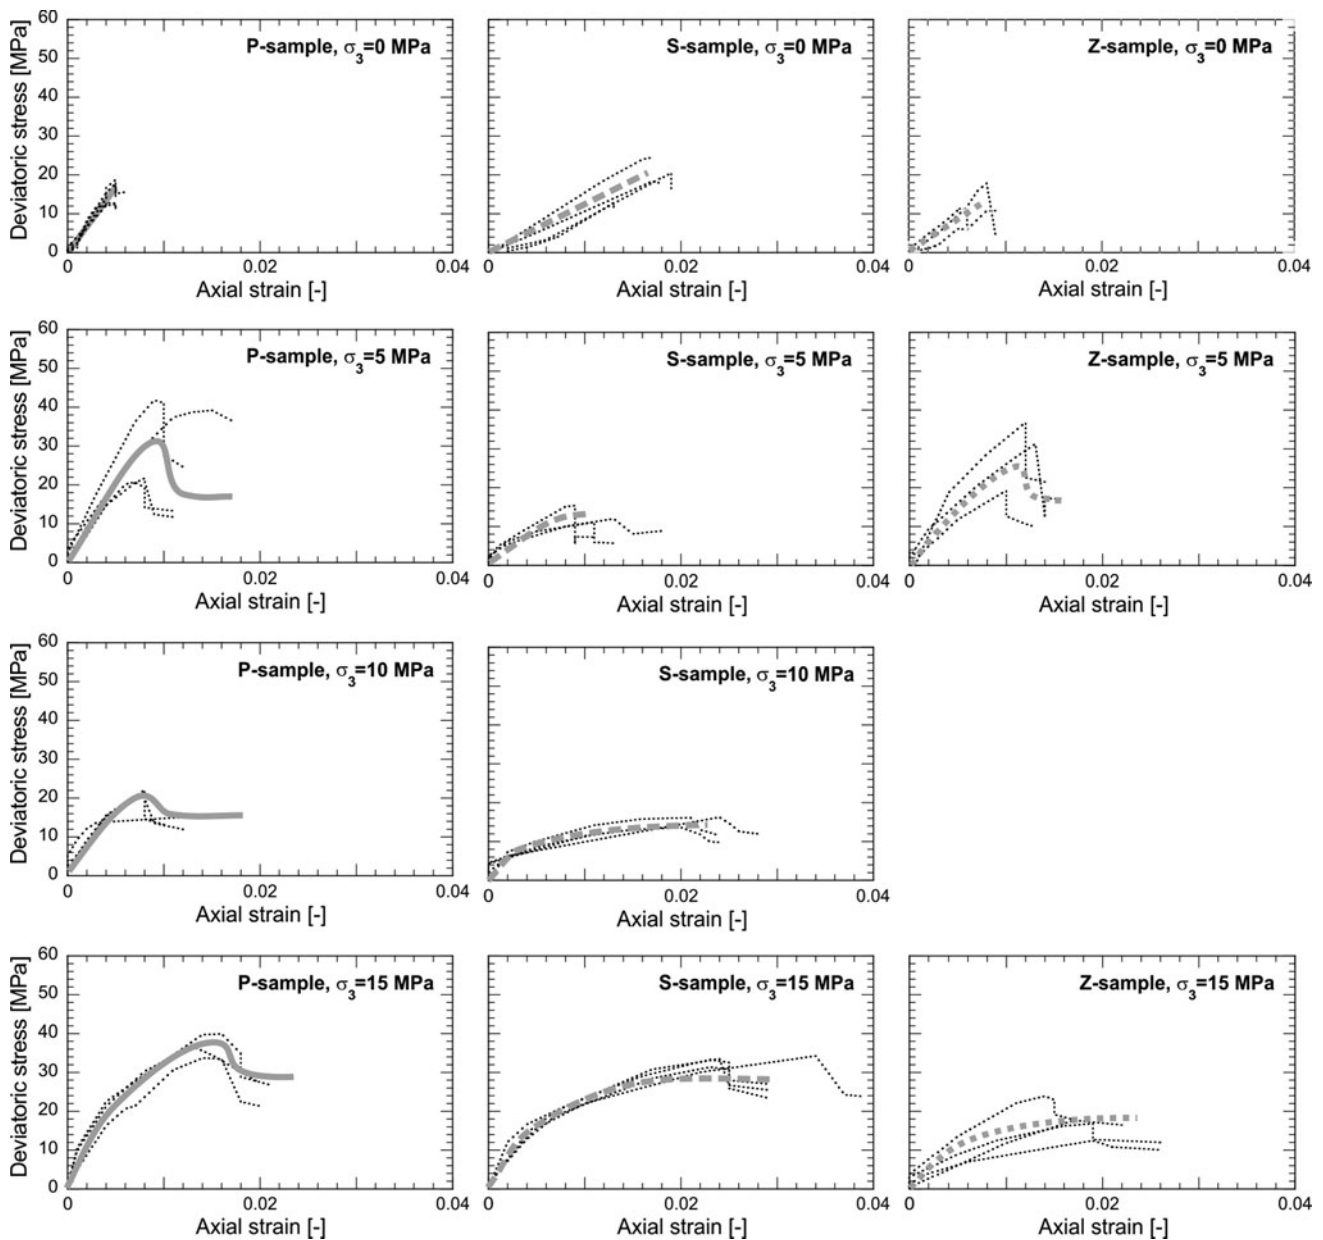 Deviatoric stress [MPa]
60
50
40
30
20
10
0
P-sample, σ₃=0 MPa
0 0.02 0.04
Axial strain [-]
S-sample, σ₃=0 MPa
0 0.02 0.04
Axial strain [-]
Z-sample, σ₃=0 MPa
0 0.02 0.04
Axial strain [-]
Deviatoric stress [MPa]
60
50
40
30
20
10
0
P-sample, σ₃=5 MPa
0 0.02 0.04
Axial strain [-]
S-sample, σ₃=5 MPa
0 0.02 0.04
Axial strain [-]
Z-sample, σ₃=5 MPa
0 0.02 0.04
Axial strain [-]
Deviatoric stress [MPa]
60
50
40
30
20
10
0
P-sample, σ₃=10 MPa
0 0.02 0.04
Axial strain [-]
S-sample, σ₃=10 MPa
0 0.02 0.04
Axial strain [-]
Deviatoric stress [MPa]
60
50
40
30
20
10
0
P-sample, σ₃=15 MPa
0 0.02 0.04
Axial strain [-]
S-sample, σ₃=15 MPa
0 0.02 0.04
Axial strain [-]
Z-sample, σ₃=15 MPa
0 0.02 0.04
Axial strain [-]